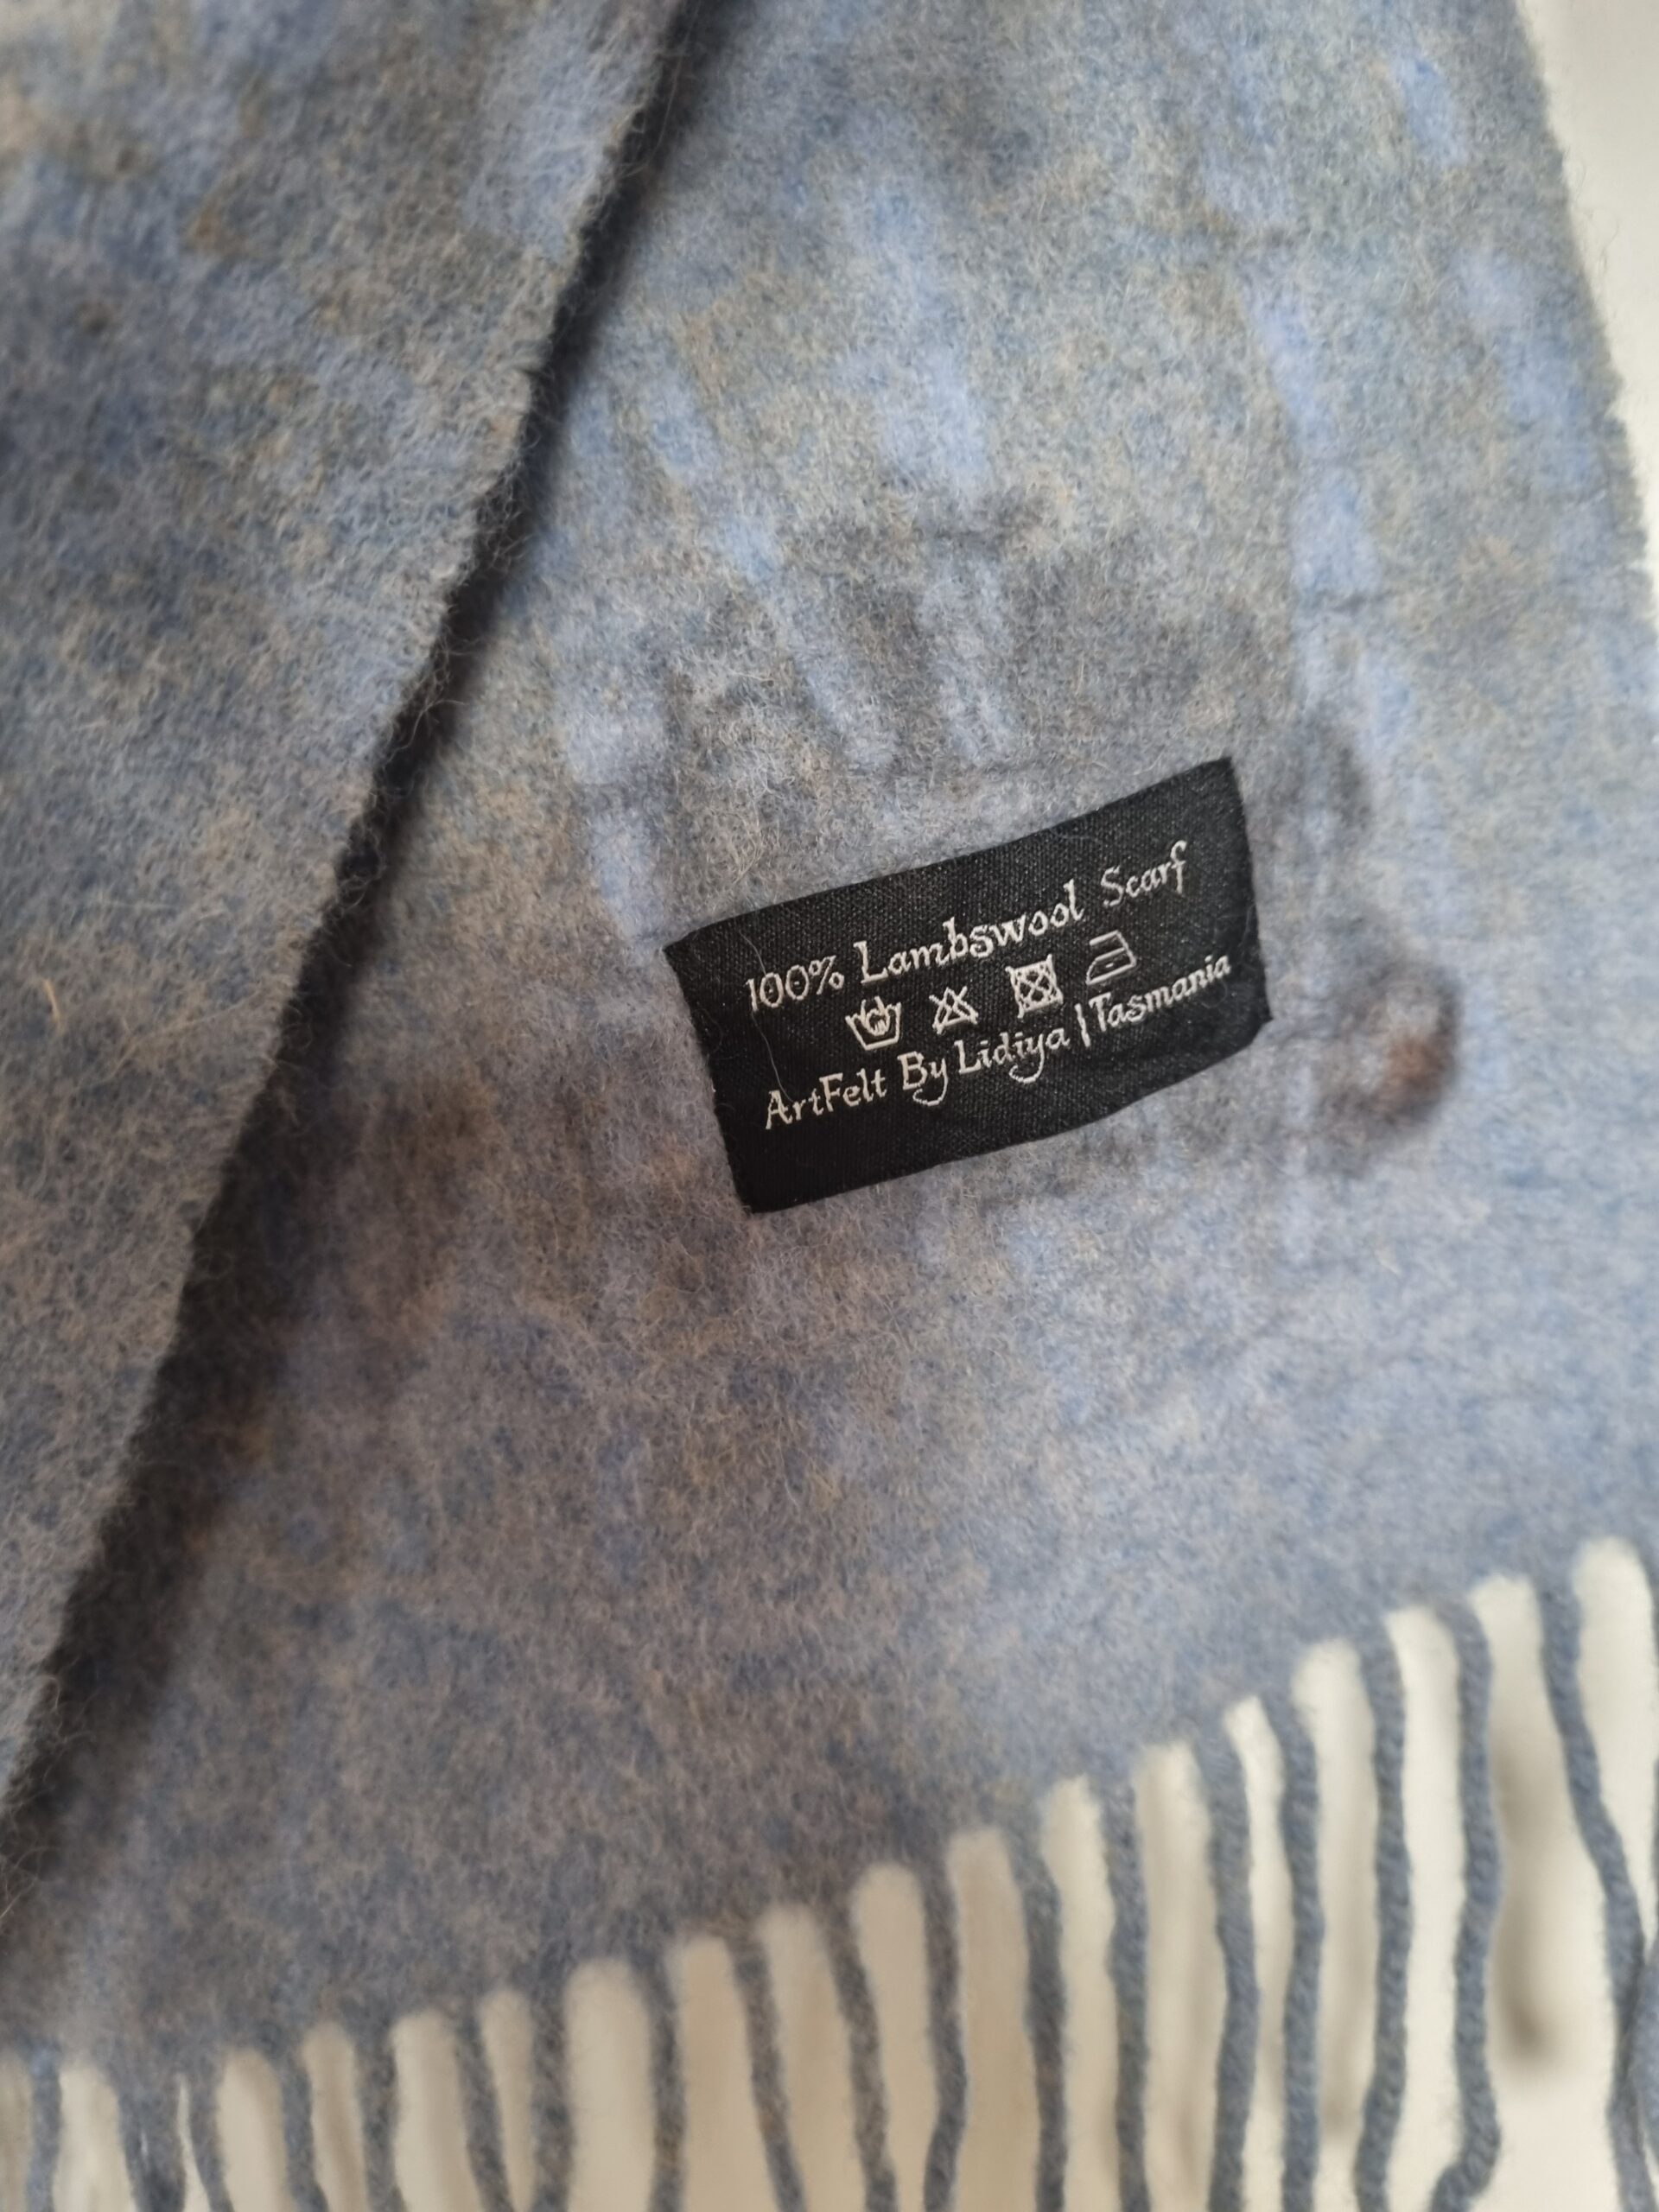 100% Lambswool Scarf
ArtFelt By Lidiya | Tasmania